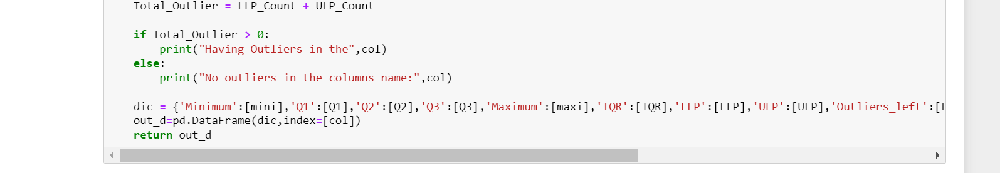 Total_Outlier = LLP_Count + ULP_Count
if Total_Outlier > 0:
print("Having Outliers in the",col)
else:
print("No outliers in the columns name:",col)
dic = {'Minimum':[mini],'Q1':[Q1],'Q2':[Q2],'Q3':[Q3],'Maximum':[maxi],'IQR':[IQR],'LLP':[LLP],'ULP':[ULP],'Outliers_left':[L
out_d=pd.DataFrame(dic,index=[col])
return out_d